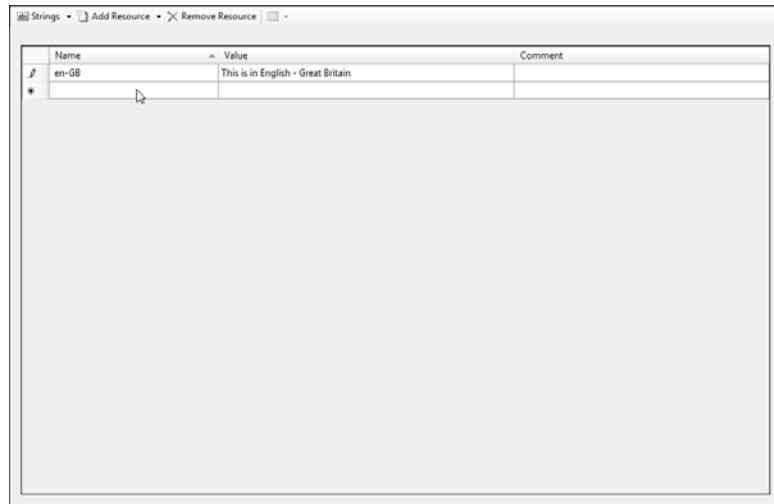 Strings Add Resource Remove Resource
Name Value Comment
en-GB This is in English - Great Britain